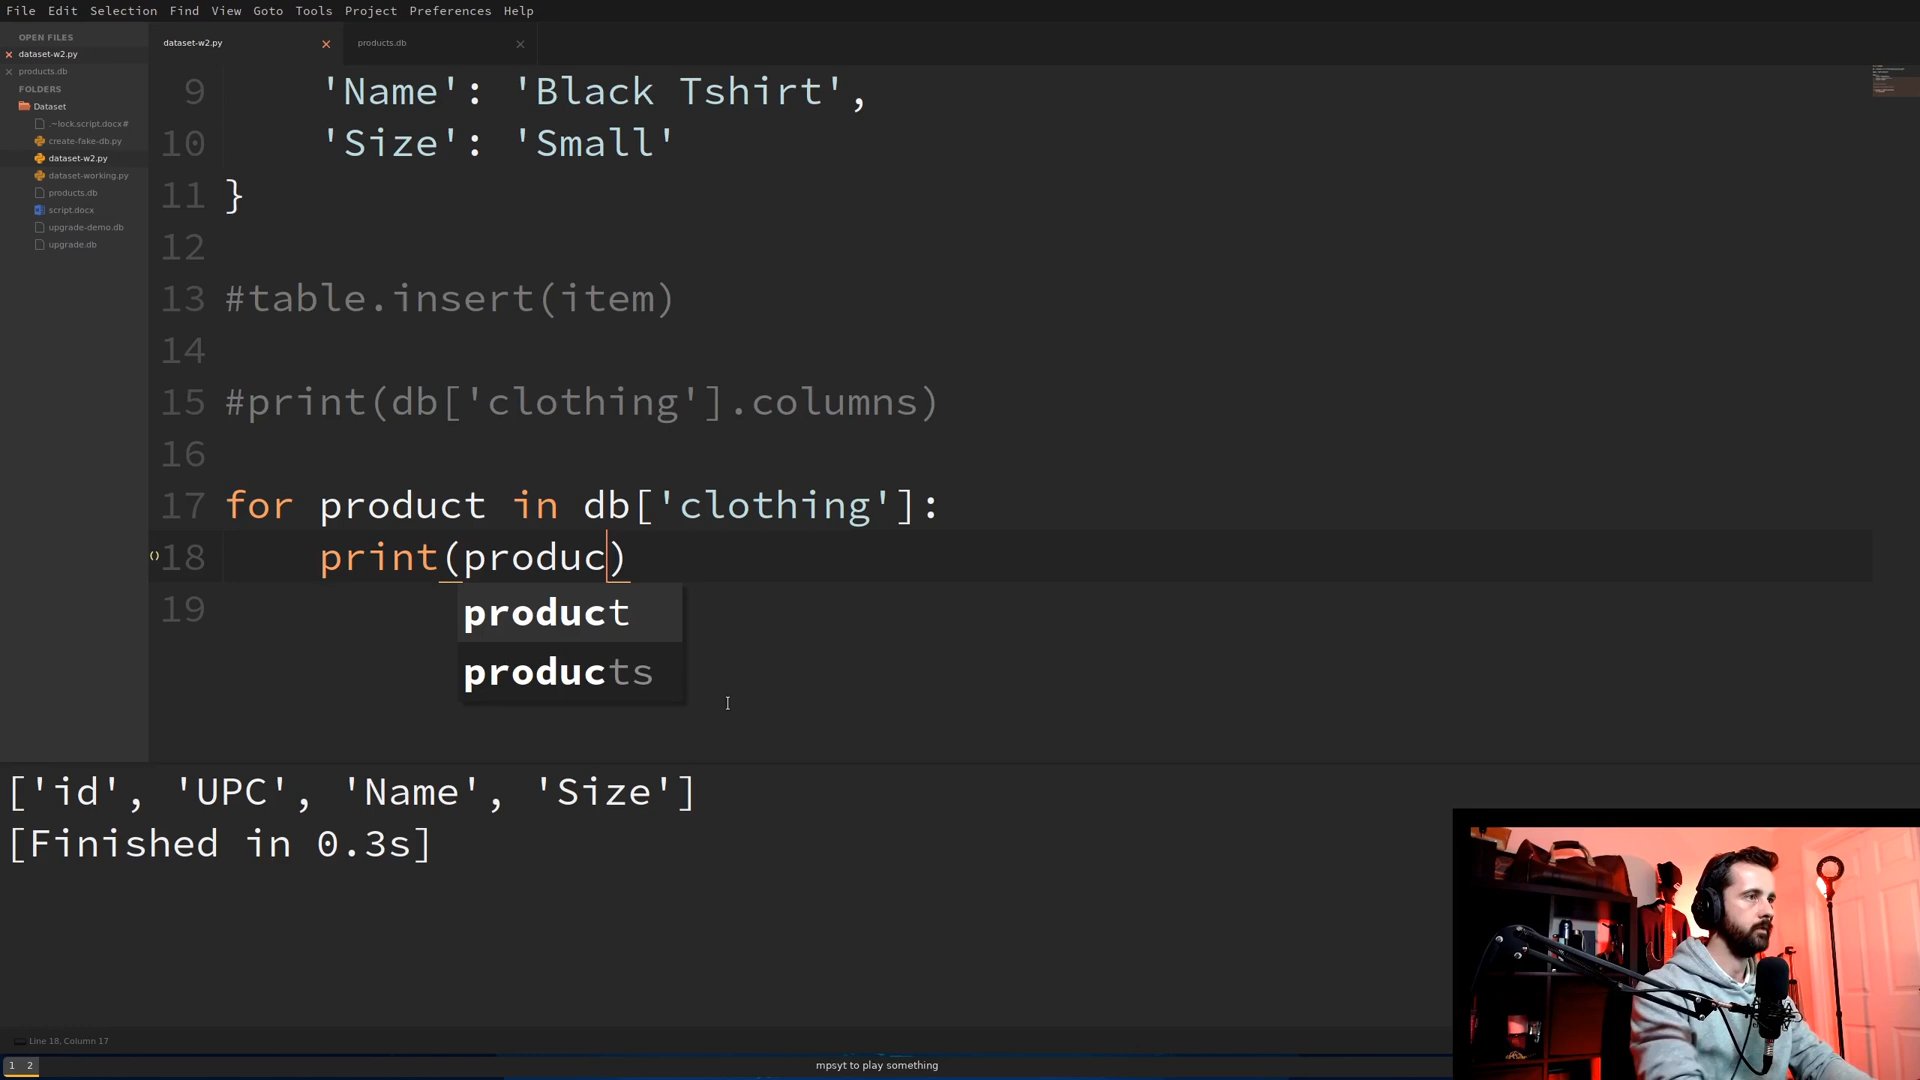 File Edit Selection Find View Goto Tools Project Preferences Help
OPEN FILES
dataset-w2.py
products.db
FOLDERS
Dataset
.~lock.script.docx#
create-fake-db.py
dataset-w2.py
dataset-working.py
products.db
script.docx
upgrade-demo.db
upgrade.db
dataset-w2.py
products.db
9 'Name': 'Black Tshirt',
10 'Size': 'Small'
11 }
12
13 #table.insert(item)
14
15 #print(db['clothing'].columns)
16
17 for product in db['clothing']:
18 print(produc)
19
product
products
['id', 'UPC', 'Name', 'Size']
[Finished in 0.3s]
Line 18, Column 17
1 2
mpsyt to play something